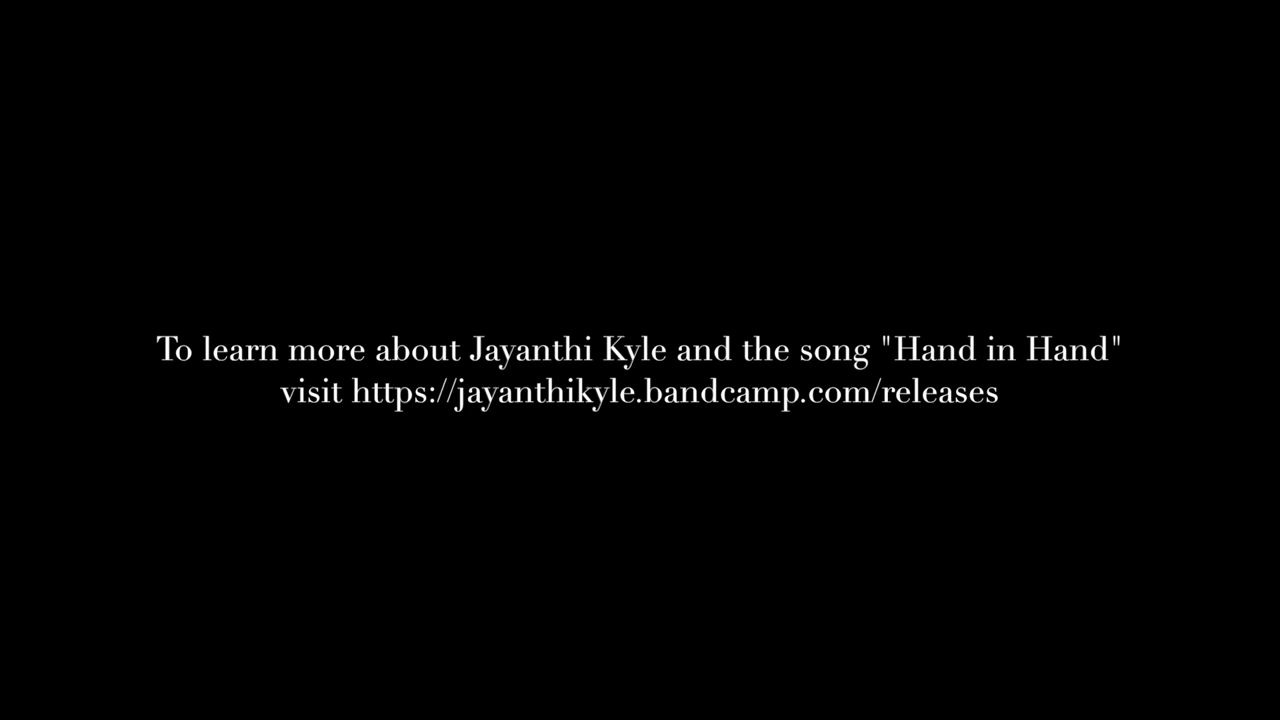 To learn more about Jayanthi Kyle and the song "Hand in Hand"
visit https://jayanthikyle.bandcamp.com/releases